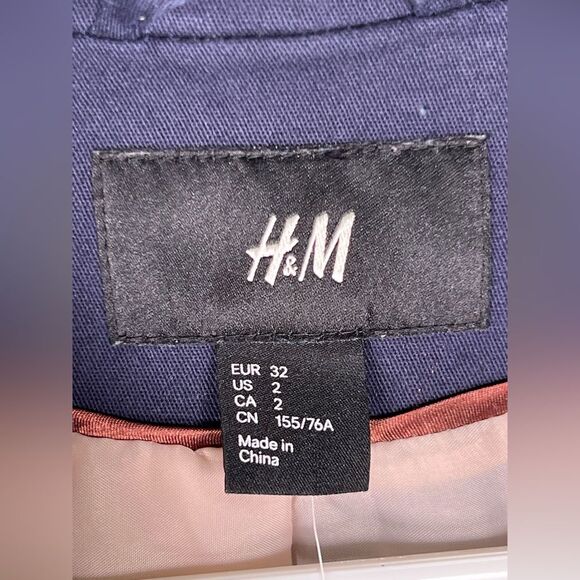 H&M
EUR 32
US 2
CA 2
CN 155/76A
Made in
China